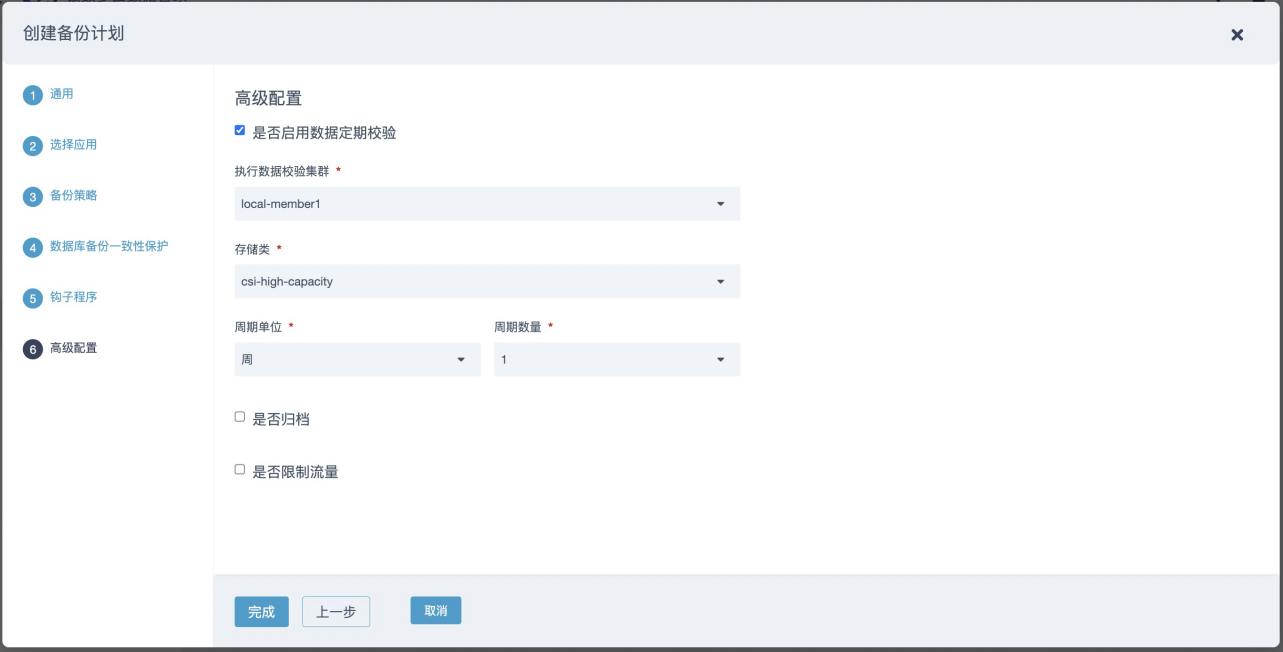 创建备份计划
1 通用
2 选择应用
3 备份策略
4 数据库备份一致性保护
5 钩子程序
6 高级配置
高级配置
是否启用数据定期校验
执行数据校验集群 *
local-member1
存储类 *
csi-high-capacity
周期单位 * 周期数量 *
周 1
是否归档
是否限制流量
完成 上一步 取消